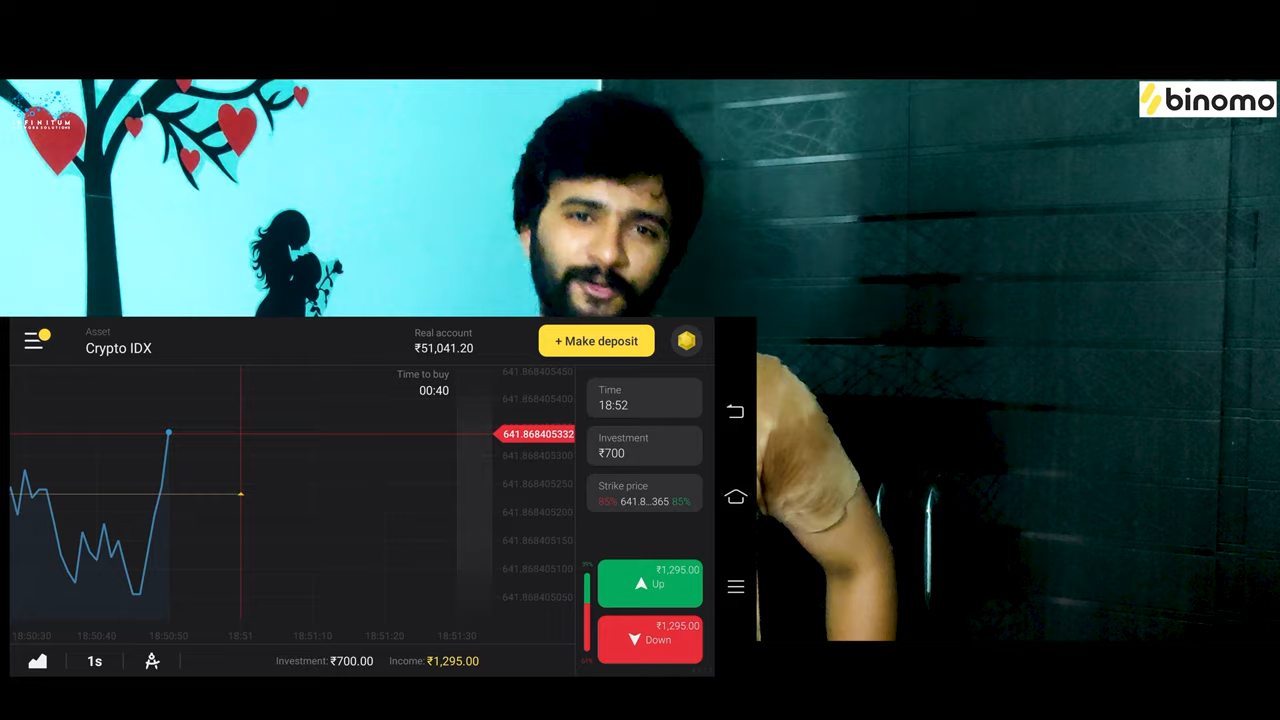 binomo
INFINITUM
NETWORK SOLUTIONS
Asset
Crypto IDX
Real account
₹51,041.20
+ Make deposit
Time to buy
00:40
641.868405450
641.868405400
641.868405332
641.868405300
641.868405250
641.868405200
641.868405150
641.868405100
641.868405050
Time
18:52
Investment
₹700
Strike price
85% 641.8...365 85%
₹1,295.00
Up
₹1,295.00
Down
18:50:30
18:50:40
18:50:50
18:51
18:51:10
18:51:20
18:51:30
1s
Investment: ₹700.00
Income: ₹1,295.00